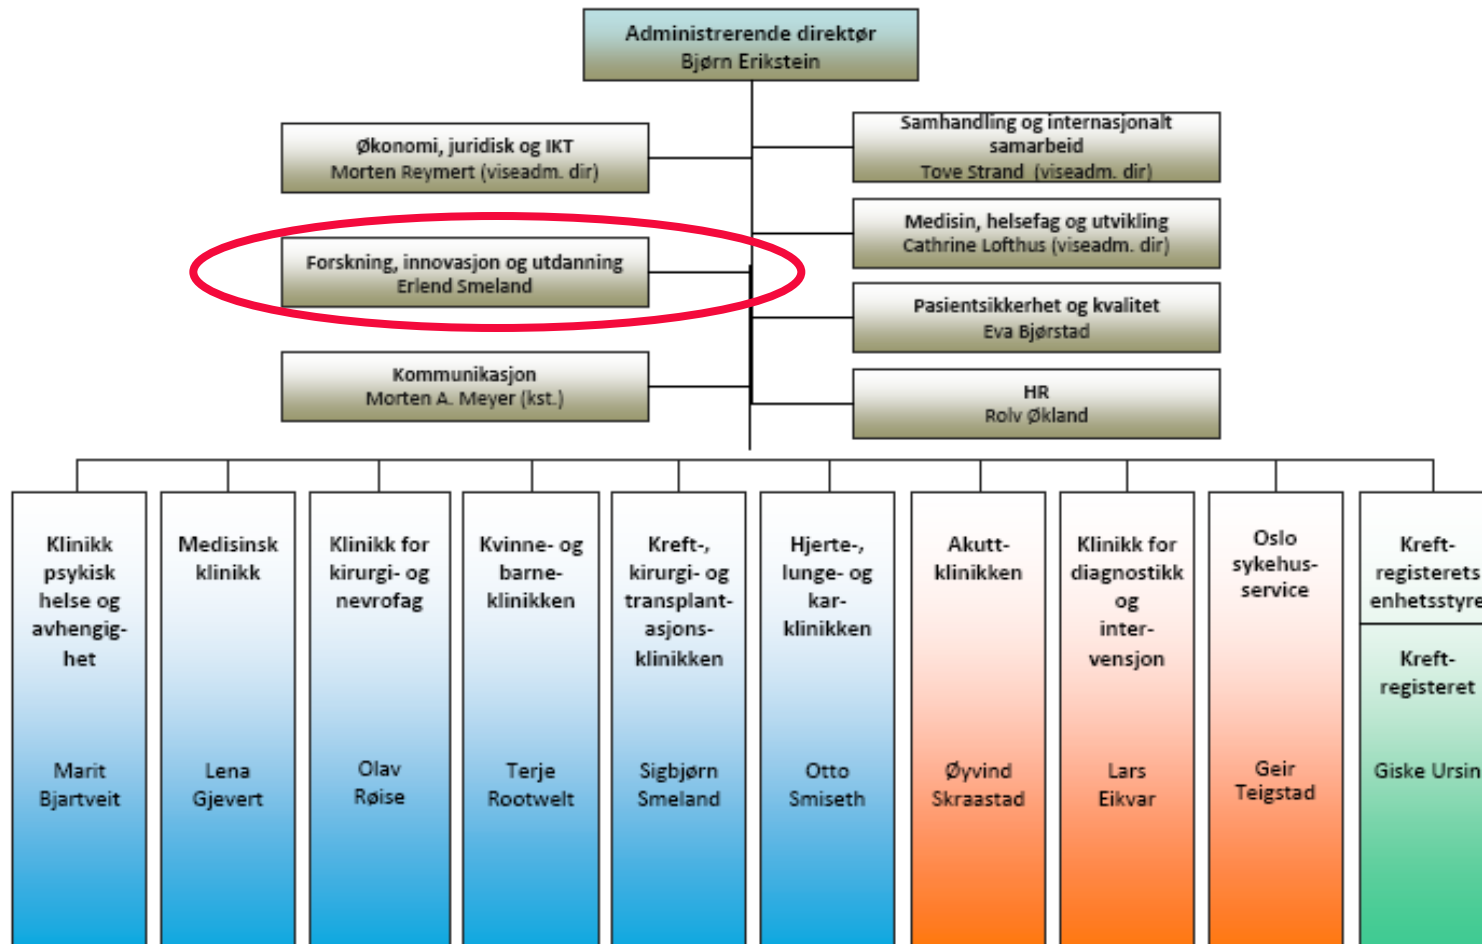 Administrerende direktør
Bjørn Erikstein
Økonomi, juridisk og IKT
Morten Reymert (viseadm. dir)
Samhandling og internasjonalt
samarbeid
Tove Strand (viseadm. dir)
Forskning, innovasjon og utdanning
Erlend Smeland
Medisin, helsefag og utvikling
Cathrine Lofthus (viseadm. dir)
Pasientsikkerhet og kvalitet
Eva Bjørstad
Kommunikasjon
Morten A. Meyer (kst.)
HR
Rolv Økland
Klinikk
psykisk
helse og
avhengig-
het
Marit
Bjartveit
Medisinsk
klinikk
Lena
Gjevert
Klinikk for
kirurgi- og
nevrofag
Olav
Røise
Kvinne- og
barne-
klinikken
Terje
Rootwelt
Kreft-,
kirurgi- og
transplant-
asjons-
klinikken
Sigbjørn
Smeland
Hjerte-,
lunge- og
kar-
klinikken
Otto
Smiseth
Akutt-
klinikken
Øyvind
Skraastad
Klinikk for
diagnostikk
og
inter-
vensjon
Lars
Eikvar
Oslo
sykehus-
service
Geir
Teigstad
Kreft-
registerets
enhetsstyre
Kreft-
registeret
Giske Ursin